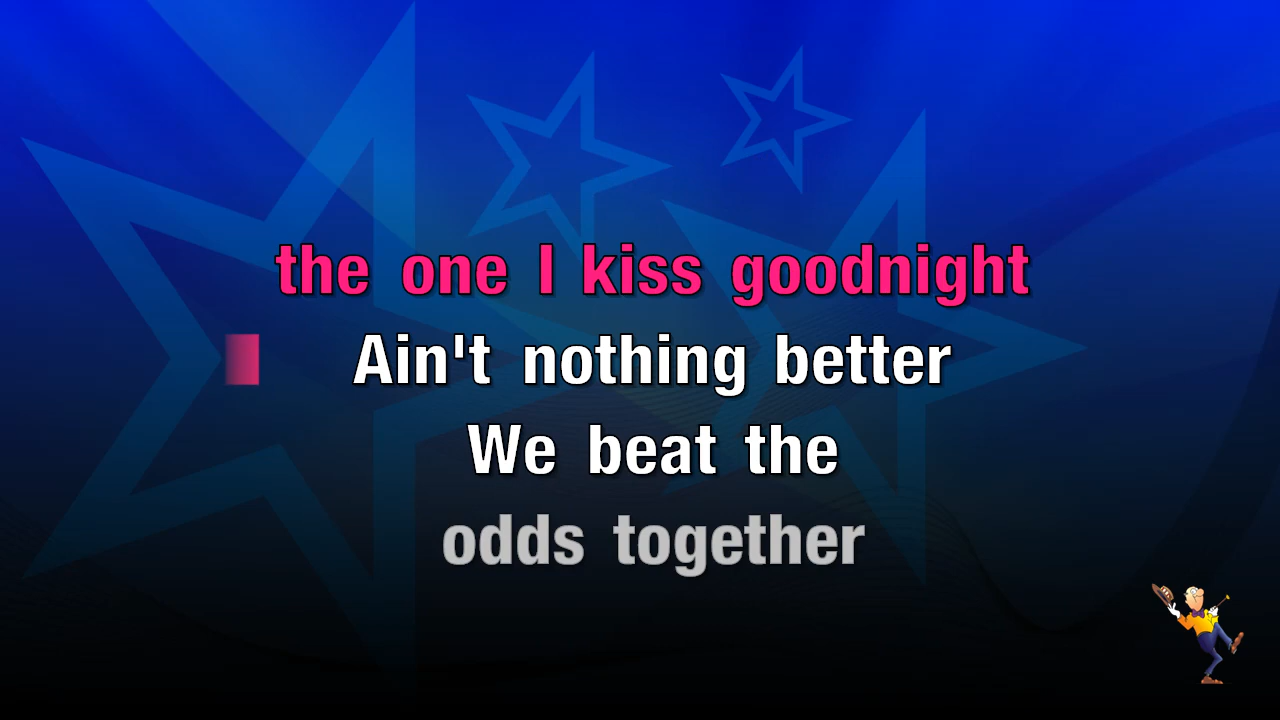 the one I kiss goodnight
Ain't nothing better
We beat the
odds together